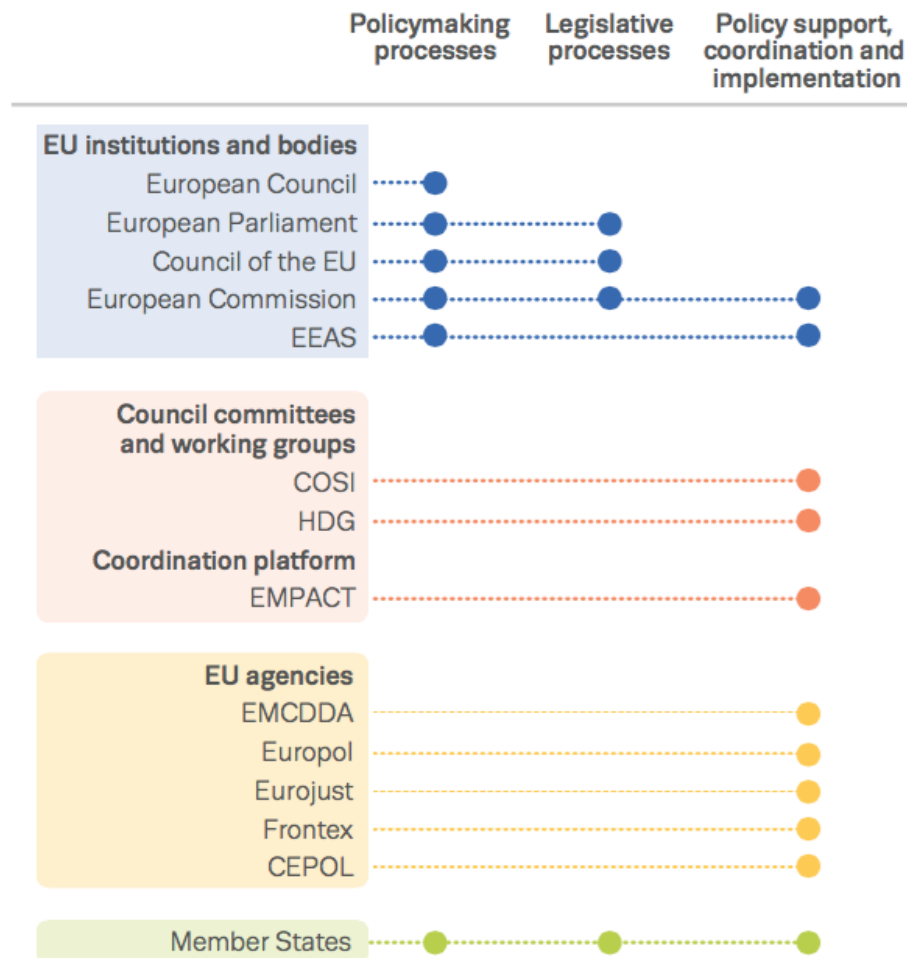 Policymaking processes
Legislative processes
Policy support, coordination and implementation
EU institutions and bodies
European Council
European Parliament
Council of the EU
European Commission
EEAS
Council committees
and working groups
COSI
HDG
Coordination platform
EMPACT
EU agencies
EMCDDA
Europol
Eurojust
Frontex
CEPOL
Member States